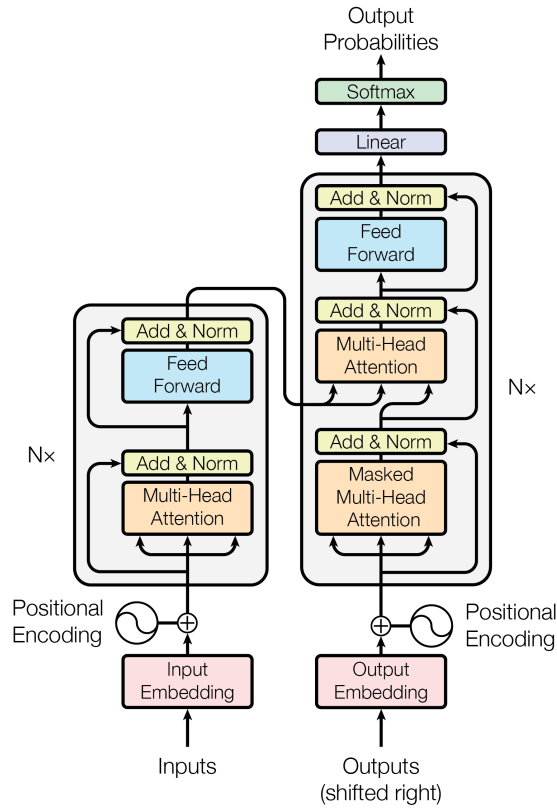 Output
Probabilities
Softmax
Linear
Add & Norm
Feed
Forward
Add & Norm
Multi-Head
Attention
Add & Norm
Masked
Multi-Head
Attention
N×
Add & Norm
Feed
Forward
Add & Norm
Multi-Head
Attention
N×
Positional
Encoding
Positional
Encoding
Input
Embedding
Output
Embedding
Inputs
Outputs
(shifted right)